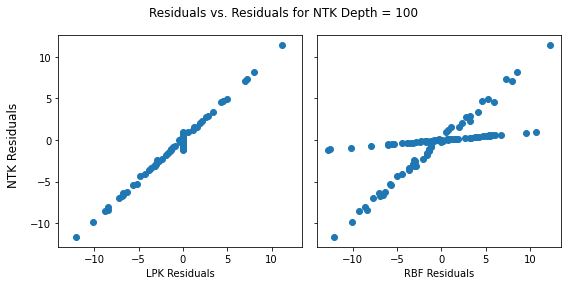 Residuals vs. Residuals for NTK Depth = 100
NTK Residuals
10
5
0
−5
−10
−10 −5 0 5 10
−10 −5 0 5 10
LPK Residuals
RBF Residuals